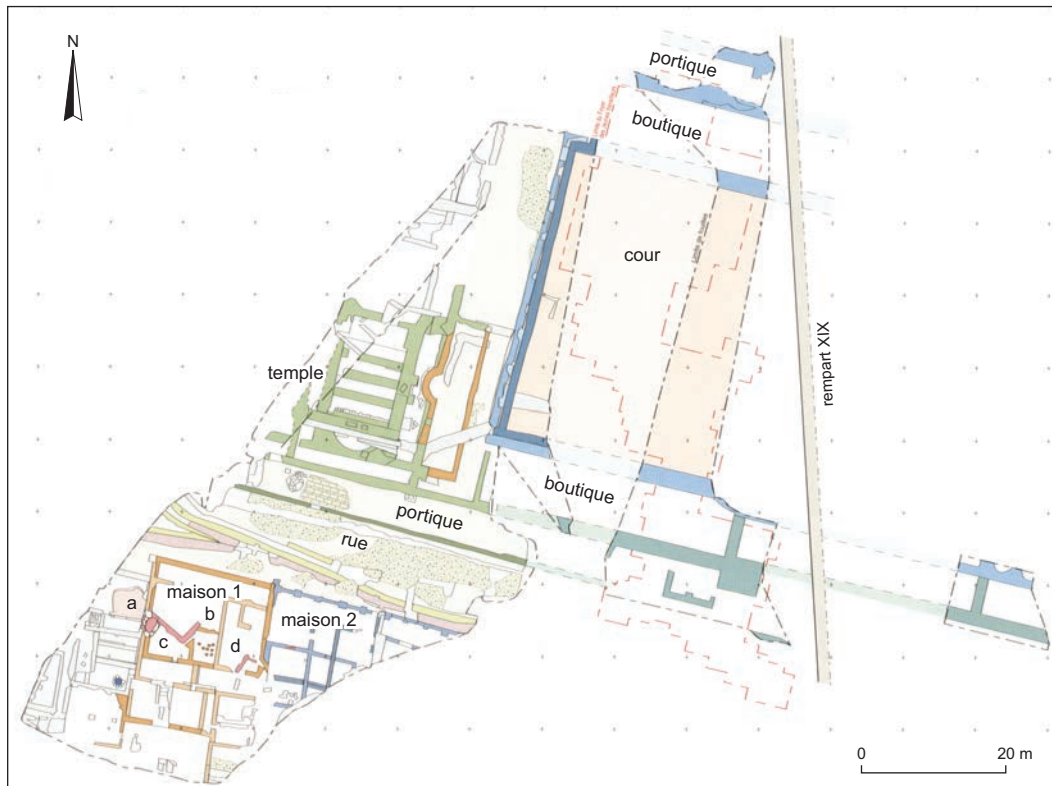 N
portique
boutique
cour
rempart XIX
temple
boutique
portique
rue
maison 1
a
b
maison 2
c
d
0
20 m